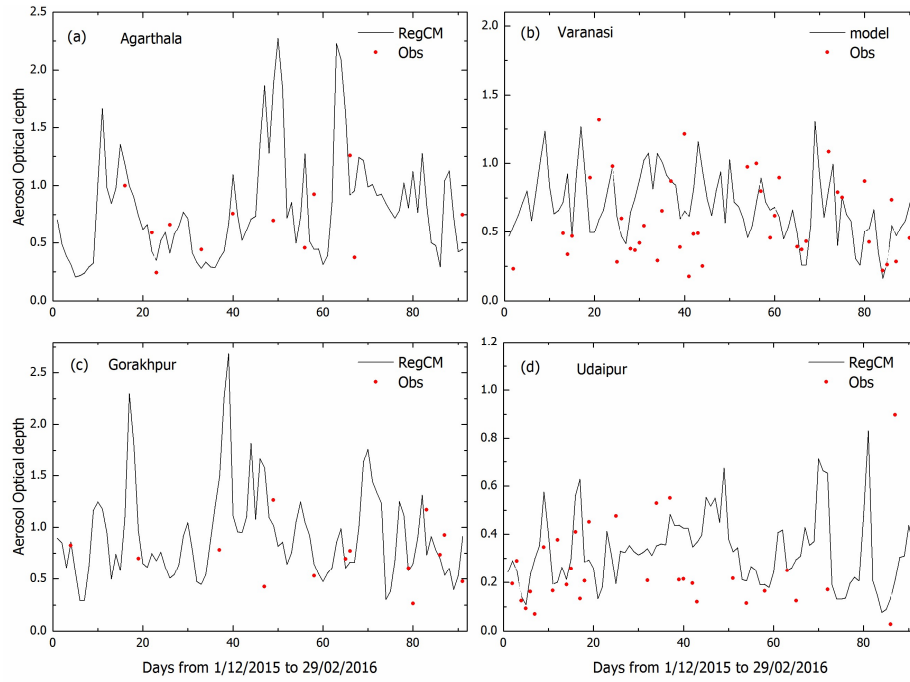 (a) Agarthala
RegCM
Obs
2.5
2.0
1.5
1.0
0.5
0.0
0 20 40 60 80
Aerosol Optical depth
(b) Varanasi
model
Obs
2.0
1.5
1.0
0.5
0.0
0 20 40 60 80
(c) Gorakhpur
RegCM
Obs
2.5
2.0
1.5
1.0
0.5
0.0
0 20 40 60 80
Aerosol Optical depth
Days from 1/12/2015 to 29/02/2016
(d) Udaipur
RegCM
Obs
1.2
1.0
0.8
0.6
0.4
0.2
0.0
0 20 40 60 80
Days from 1/12/2015 to 29/02/2016